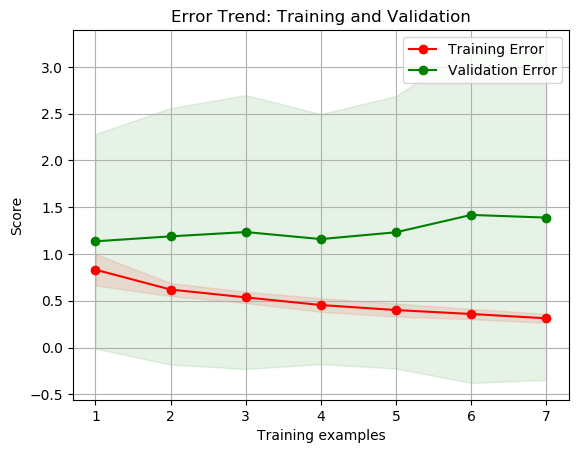 Error Trend: Training and Validation
Training Error
Validation Error
Score
3.0
2.5
2.0
1.5
1.0
0.5
0.0
−0.5
1 2 3 4 5 6 7
Training examples